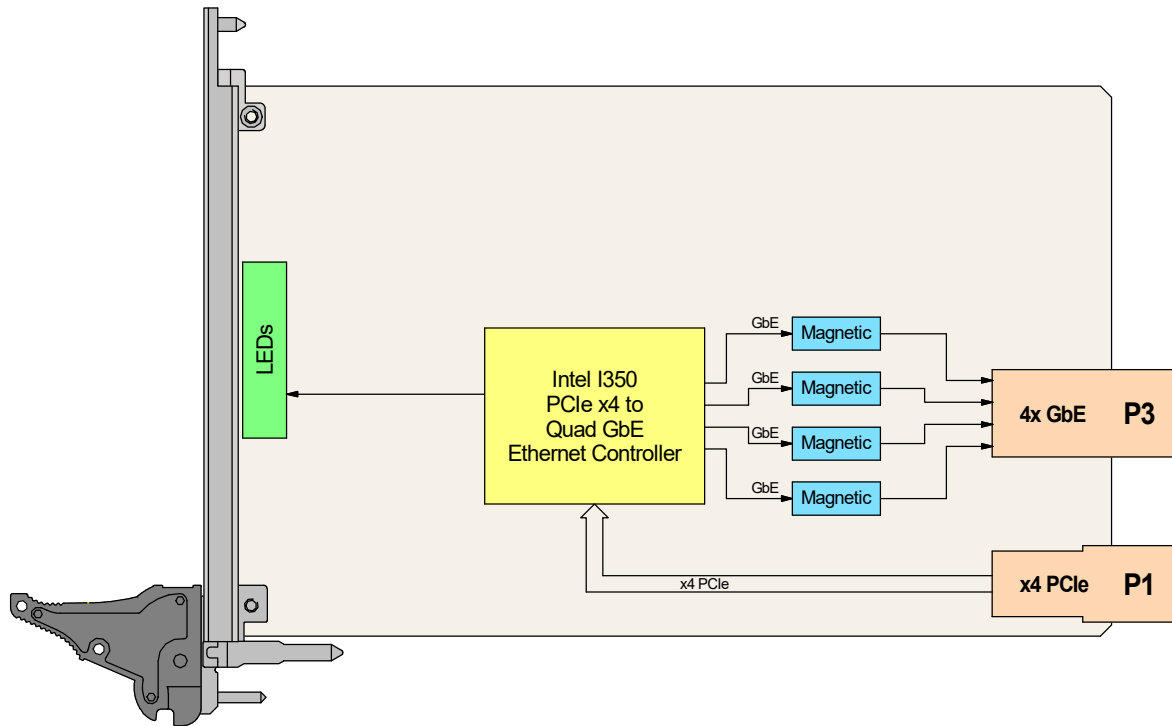 LEDs
Intel I350
PCIe x4 to
Quad GbE
Ethernet Controller
GbE
Magnetic
GbE
Magnetic
GbE
Magnetic
GbE
Magnetic
4x GbE P3
x4 PCIe
x4 PCIe P1